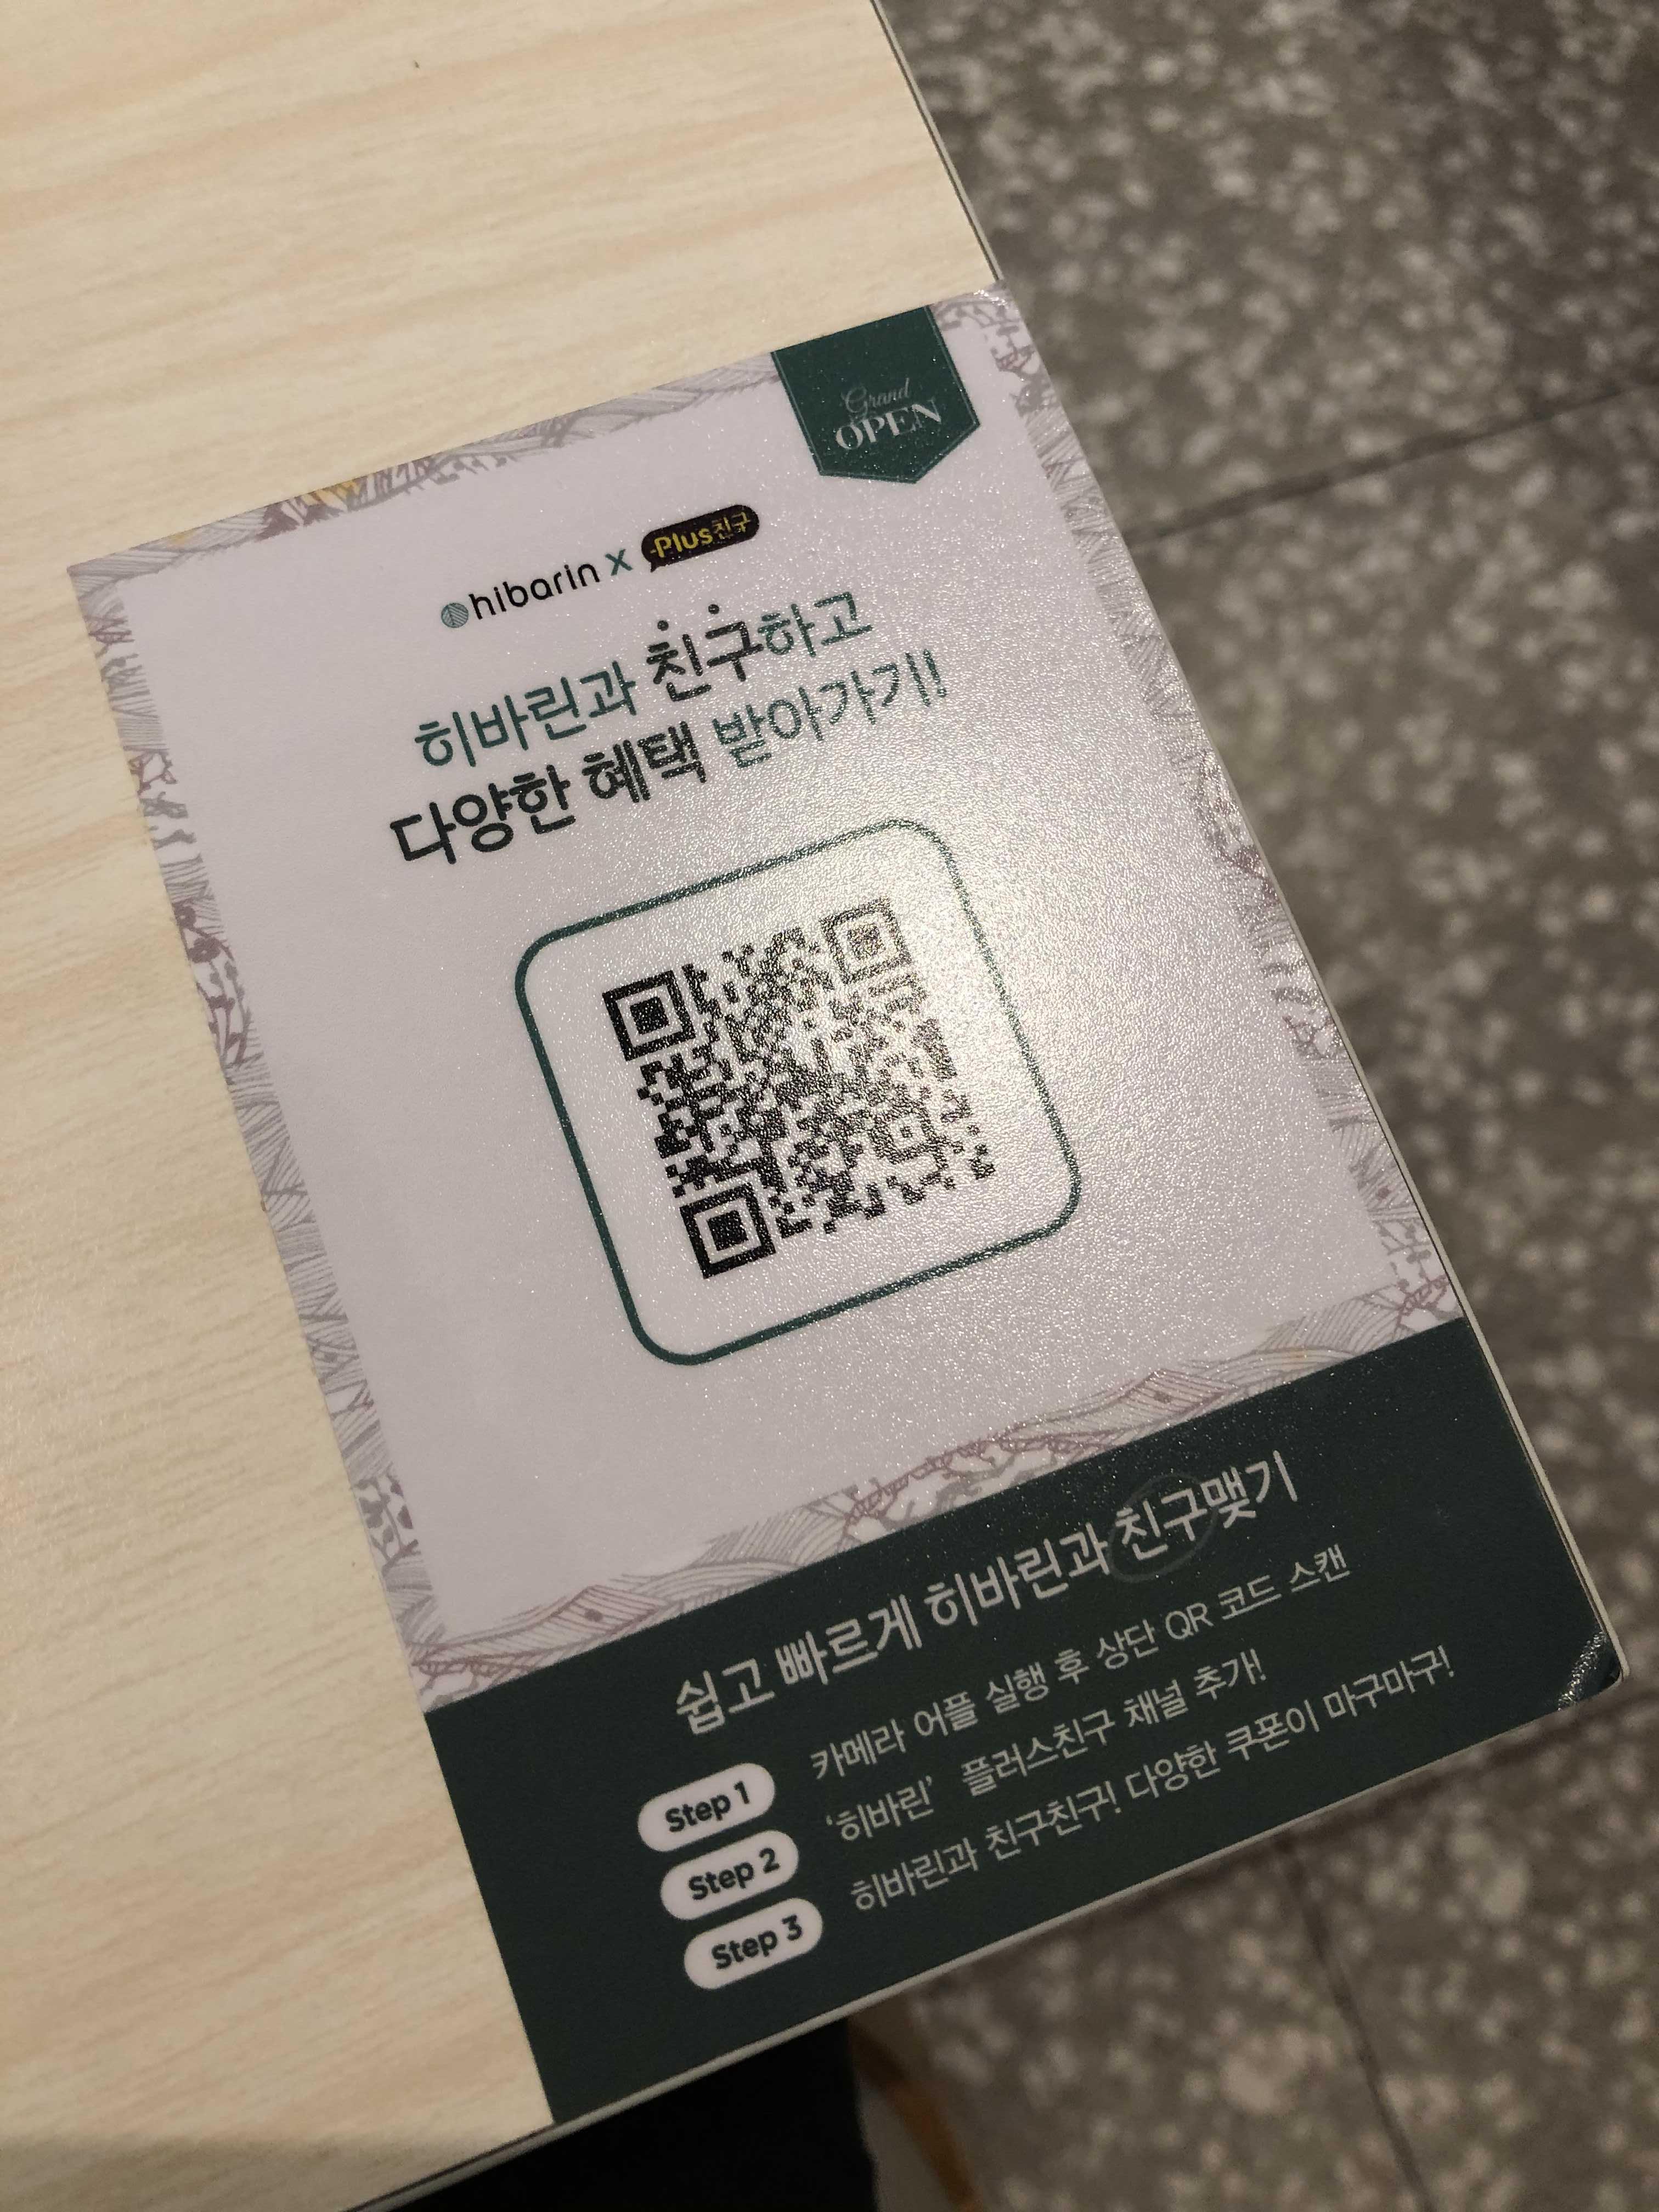 Grand
OPEN
hibarin X Plus친구
히바린과 친구하고
다양한 혜택 받아가기!
쉽고 빠르게 히바린과 친구맺기
Step 1 카메라 어플 실행 후 상단 QR 코드 스캔
Step 2 '히바린' 플러스친구 채널 추가!
Step 3 히바린과 친구친구! 다양한 쿠폰이 마구마구!